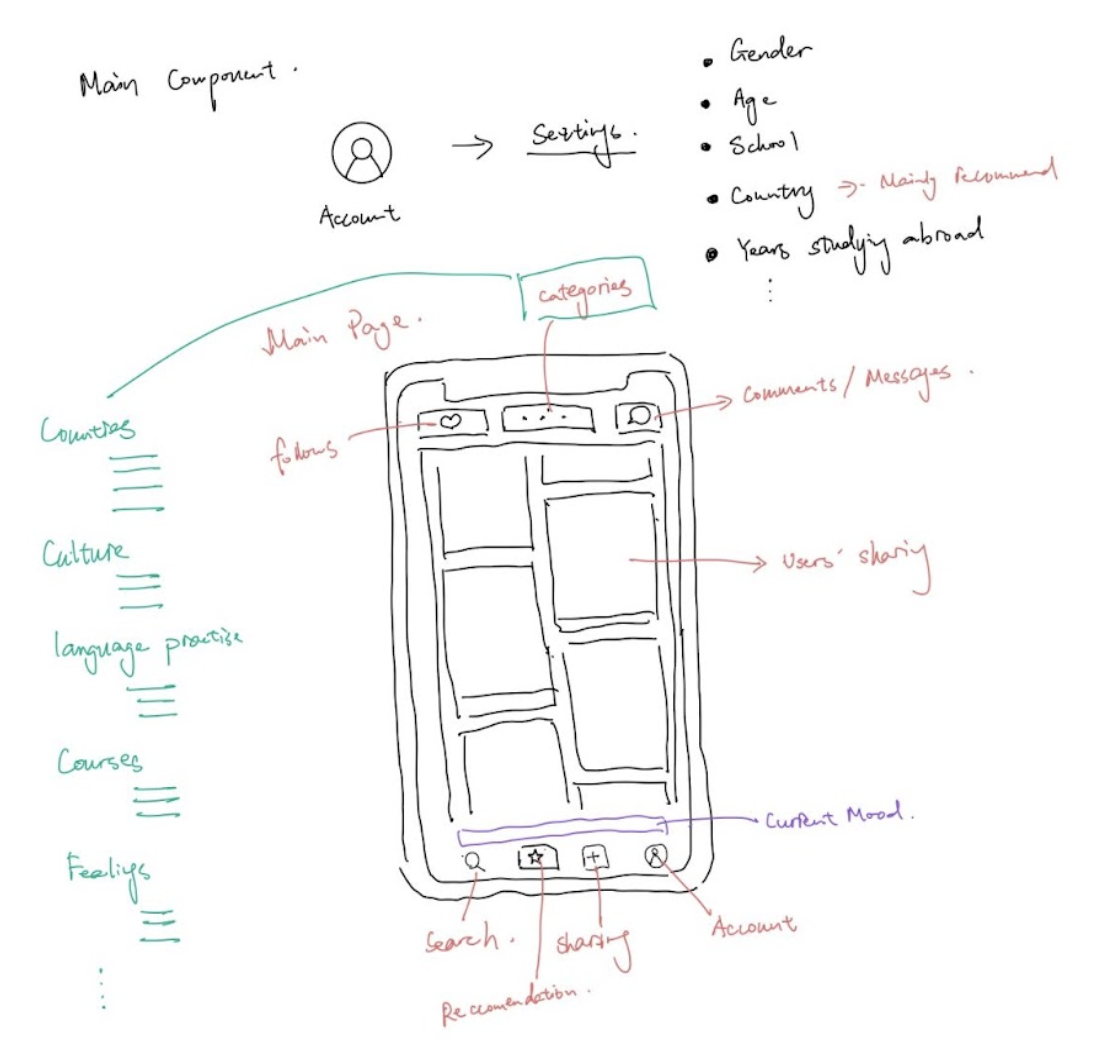 Main Component.
Account
→ Settings.
• Gender
• Age
• School
• Country → Mainly recommend
• Years studying abroad
categories
Main Page.
Comments / Messages.
follows
Users' sharing
Current Mood.
Search.
Reccomendation.
sharing
Account
Countries
Culture
language practise
Courses
Feelings